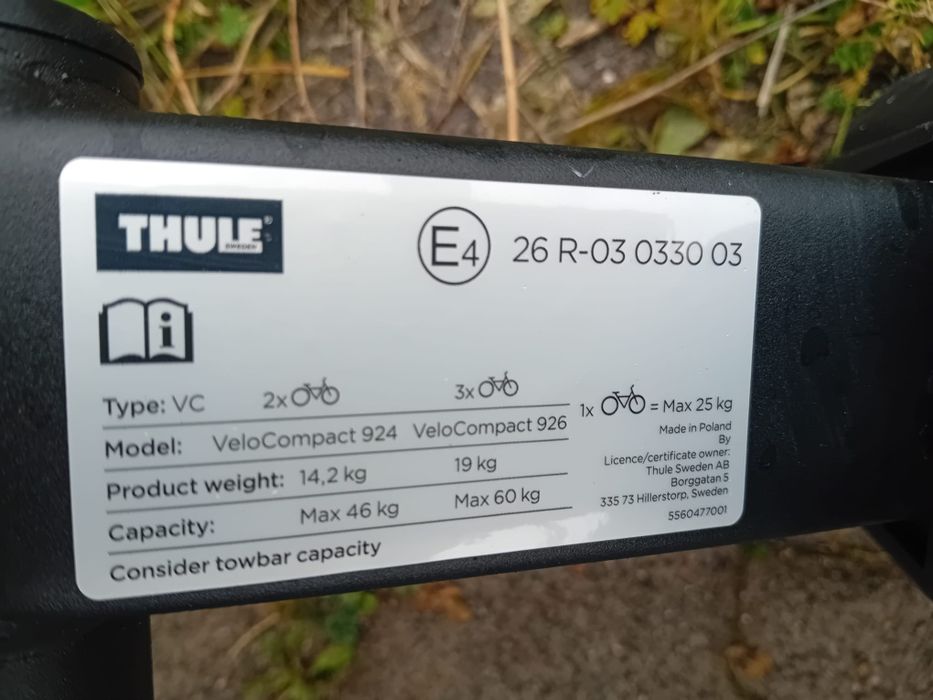 THULE®
SWEDEN
E4 26 R-03 0330 03
i
Type: VC 2x 3x
Model: VeloCompact 924 VeloCompact 926
Product weight: 14,2 kg 19 kg
Capacity: Max 46 kg Max 60 kg
Consider towbar capacity
1x = Max 25 kg
Made in Poland
By
Licence/certificate owner:
Thule Sweden AB
Borggatan 5
335 73 Hillerstorp, Sweden
5560477001